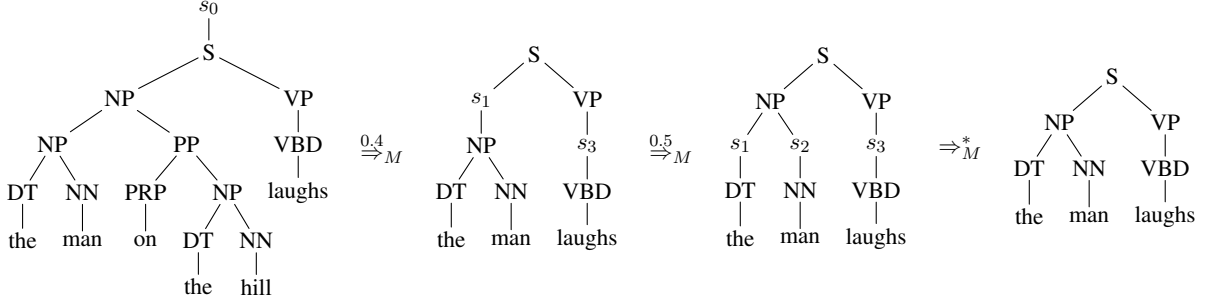 s0
S
S
S
S
NP VP
s1 VP
NP VP
NP VP
NP PP VBD
⇒0.4M
NP s3
⇒0.5M
s1 s2 s3
⇒*M
DT NN VBD
DT NN PRP NP laughs
DT NN VBD
DT NN VBD
the man laughs
the man on DT NN
the man laughs
the man laughs
the hill